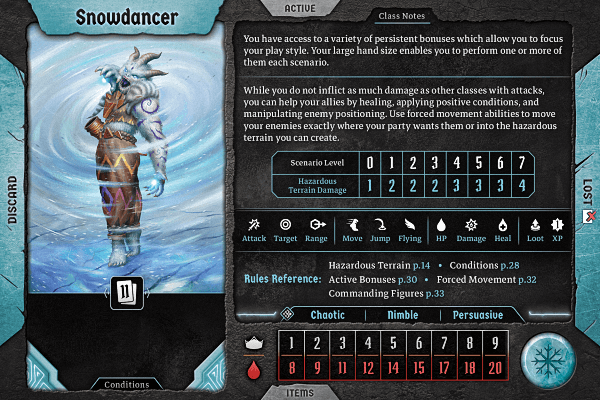 Snowdancer
ACTIVE
Class Notes
You have access to a variety of persistent bonuses which allow you to focus
your play style. Your large hand size enables you to perform one or more of
them each scenario.
While you do not inflict as much damage as other classes with attacks,
you can help your allies by healing, applying positive conditions, and
manipulating enemy positioning. Use forced movement abilities to move
your enemies exactly where your party wants them or into the hazardous
terrain you can create.
Scenario Level 0 1 2 3 4 5 6 7
Hazardous
Terrain Damage 1 2 2 2 3 3 3 4
DISCARD
LOST
Attack Target Range Move Jump Flying HP Damage Heal Loot XP
11
Rules Reference:
Hazardous Terrain p.14 • Conditions p.28
Active Bonuses p.30 • Forced Movement p.32
Commanding Figures p.33
Chaotic | Nimble | Persuasive
1 2 3 4 5 6 7 8 9
8 9 11 12 14 15 17 18 20
Conditions
ITEMS